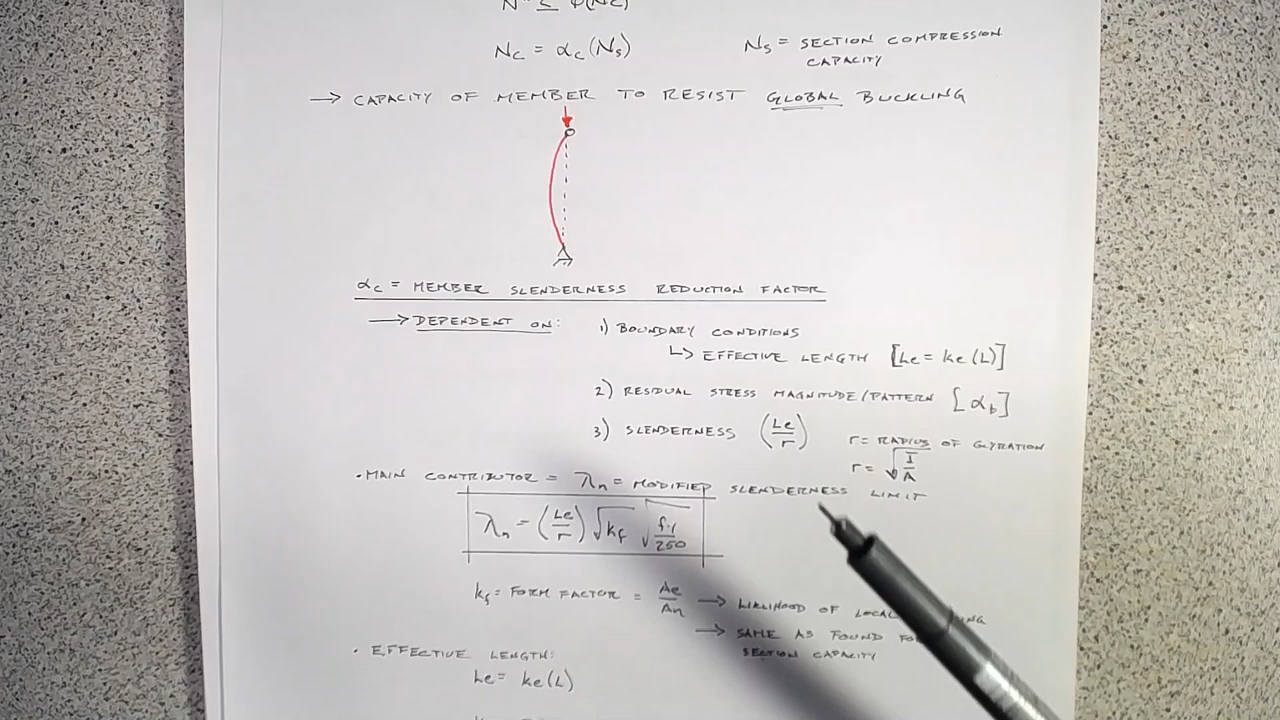 N* ≤ φ(Nc)
Nc = αc(Ns)
Ns = SECTION COMPRESSION
CAPACITY
→ CAPACITY OF MEMBER TO RESIST GLOBAL BUCKLING
αc = MEMBER SLENDERNESS REDUCTION FACTOR
→ DEPENDENT ON:
1) BOUNDARY CONDITIONS
↳ EFFECTIVE LENGTH [Le = ke(L)]
2) RESIDUAL STRESS MAGNITUDE/PATTERN [αb]
3) SLENDERNESS (Le/r)
r = RADIUS OF GYRATION
r = √(I/A)
• MAIN CONTRIBUTOR = λn = MODIFIED SLENDERNESS LIMIT
λn = (Le/r) √kf √(fy/250)
kf = FORM FACTOR = Ae/An → LIKLIHOOD OF LOCAL
→ SAME AS FOUND
SECTION CAPACITY
• EFFECTIVE LENGTH:
Le = ke(L)